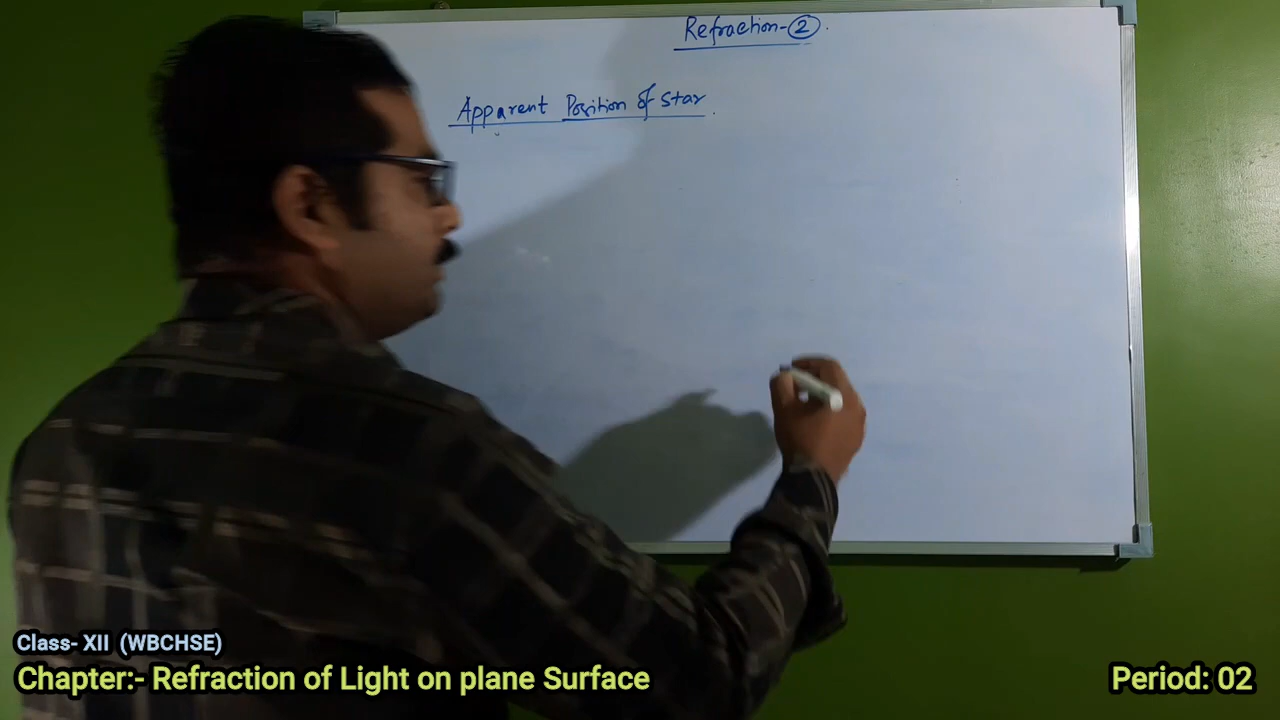 Refraction-②.
Apparent Position of Star.
Class- XII (WBCHSE)
Chapter:- Refraction of Light on plane Surface
Period: 02